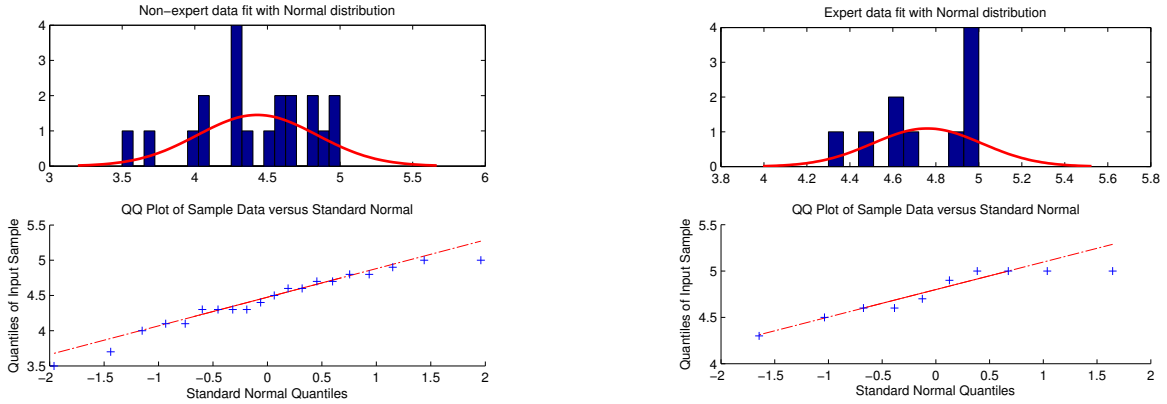 Non−expert data fit with Normal distribution
4
3
2
1
0
3 3.5 4 4.5 5 5.5 6
QQ Plot of Sample Data versus Standard Normal
Quantiles of Input Sample
5.5
5
4.5
4
3.5
−2 −1.5 −1 −0.5 0 0.5 1 1.5 2
Standard Normal Quantiles
Expert data fit with Normal distribution
4
3
2
1
0
3.8 4 4.2 4.4 4.6 4.8 5 5.2 5.4 5.6 5.8
QQ Plot of Sample Data versus Standard Normal
Quantiles of Input Sample
5.5
5
4.5
4
−2 −1.5 −1 −0.5 0 0.5 1 1.5 2
Standard Normal Quantiles